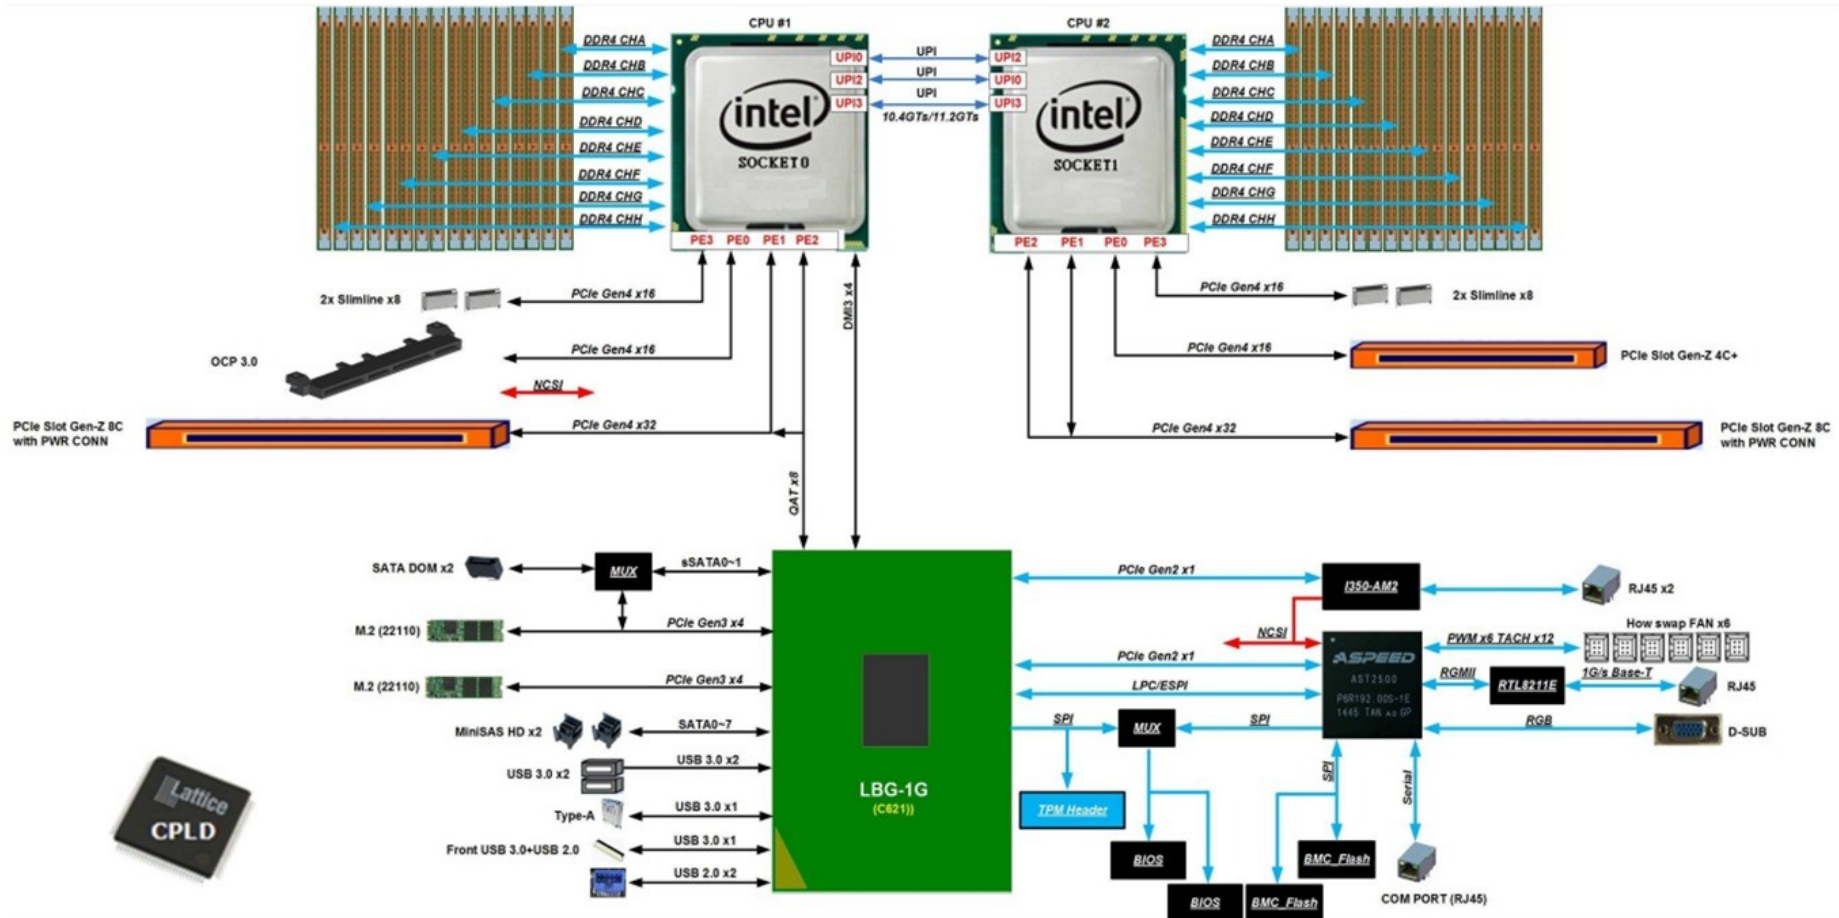 CPU #1
CPU #2
DDR4 CHA
DDR4 CHB
DDR4 CHC
DDR4 CHD
DDR4 CHE
DDR4 CHF
DDR4 CHG
DDR4 CHH
UPI0
UPI2
UPI3
intel
SOCKET0
PE3 PE0 PE1 PE2
UPI
UPI
UPI
10.4GTs/11.2GTs
UPI2
UPI0
UPI3
intel
SOCKET1
PE2 PE1 PE0 PE3
DDR4 CHA
DDR4 CHB
DDR4 CHC
DDR4 CHD
DDR4 CHE
DDR4 CHF
DDR4 CHG
DDR4 CHH
2x Slimline x8
PCIe Gen4 x16
OCP 3.0
PCIe Gen4 x16
NCSI
PCIe Slot Gen-Z 8C
with PWR CONN
PCIe Gen4 x32
QAT x8
DMI3 x4
PCIe Gen4 x16
2x Slimline x8
PCIe Gen4 x16
PCIe Slot Gen-Z 4C+
PCIe Gen4 x32
PCIe Slot Gen-Z 8C
with PWR CONN
SATA DOM x2
MUX
sSATA0~1
M.2 (22110)
PCIe Gen3 x4
M.2 (22110)
PCIe Gen3 x4
MiniSAS HD x2
SATA0~7
USB 3.0 x2
USB 3.0 x2
Type-A
USB 3.0 x1
Front USB 3.0+USB 2.0
USB 3.0 x1
USB 2.0 x2
Lattice
CPLD
LBG-1G
(C621))
PCIe Gen2 x1
I350-AM2
RJ45 x2
NCSI
How swap FAN x6
PWM x6 TACH x12
PCIe Gen2 x1
LPC/ESPI
ASPEED
AST2500
P6R192.00S-1E
1445 TAN xo GP
RGMII
RTL8211E
1G/s Base-T
RJ45
SPI
MUX
SPI
RGB
D-SUB
TPM Header
BIOS
BIOS
SPI
BMC_Flash
BMC_Flash
Serial
COM PORT (RJ45)